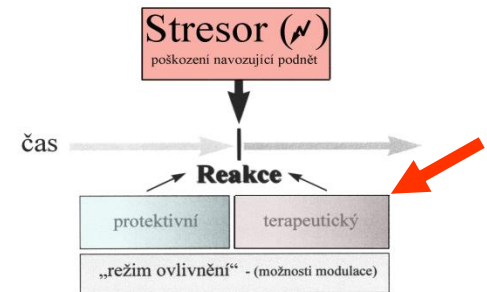 Stresor ( )
poškození navozující podnět
čas
Reakce
protektivní
terapeutický
„režim ovlivnění“ - (možnosti modulace)